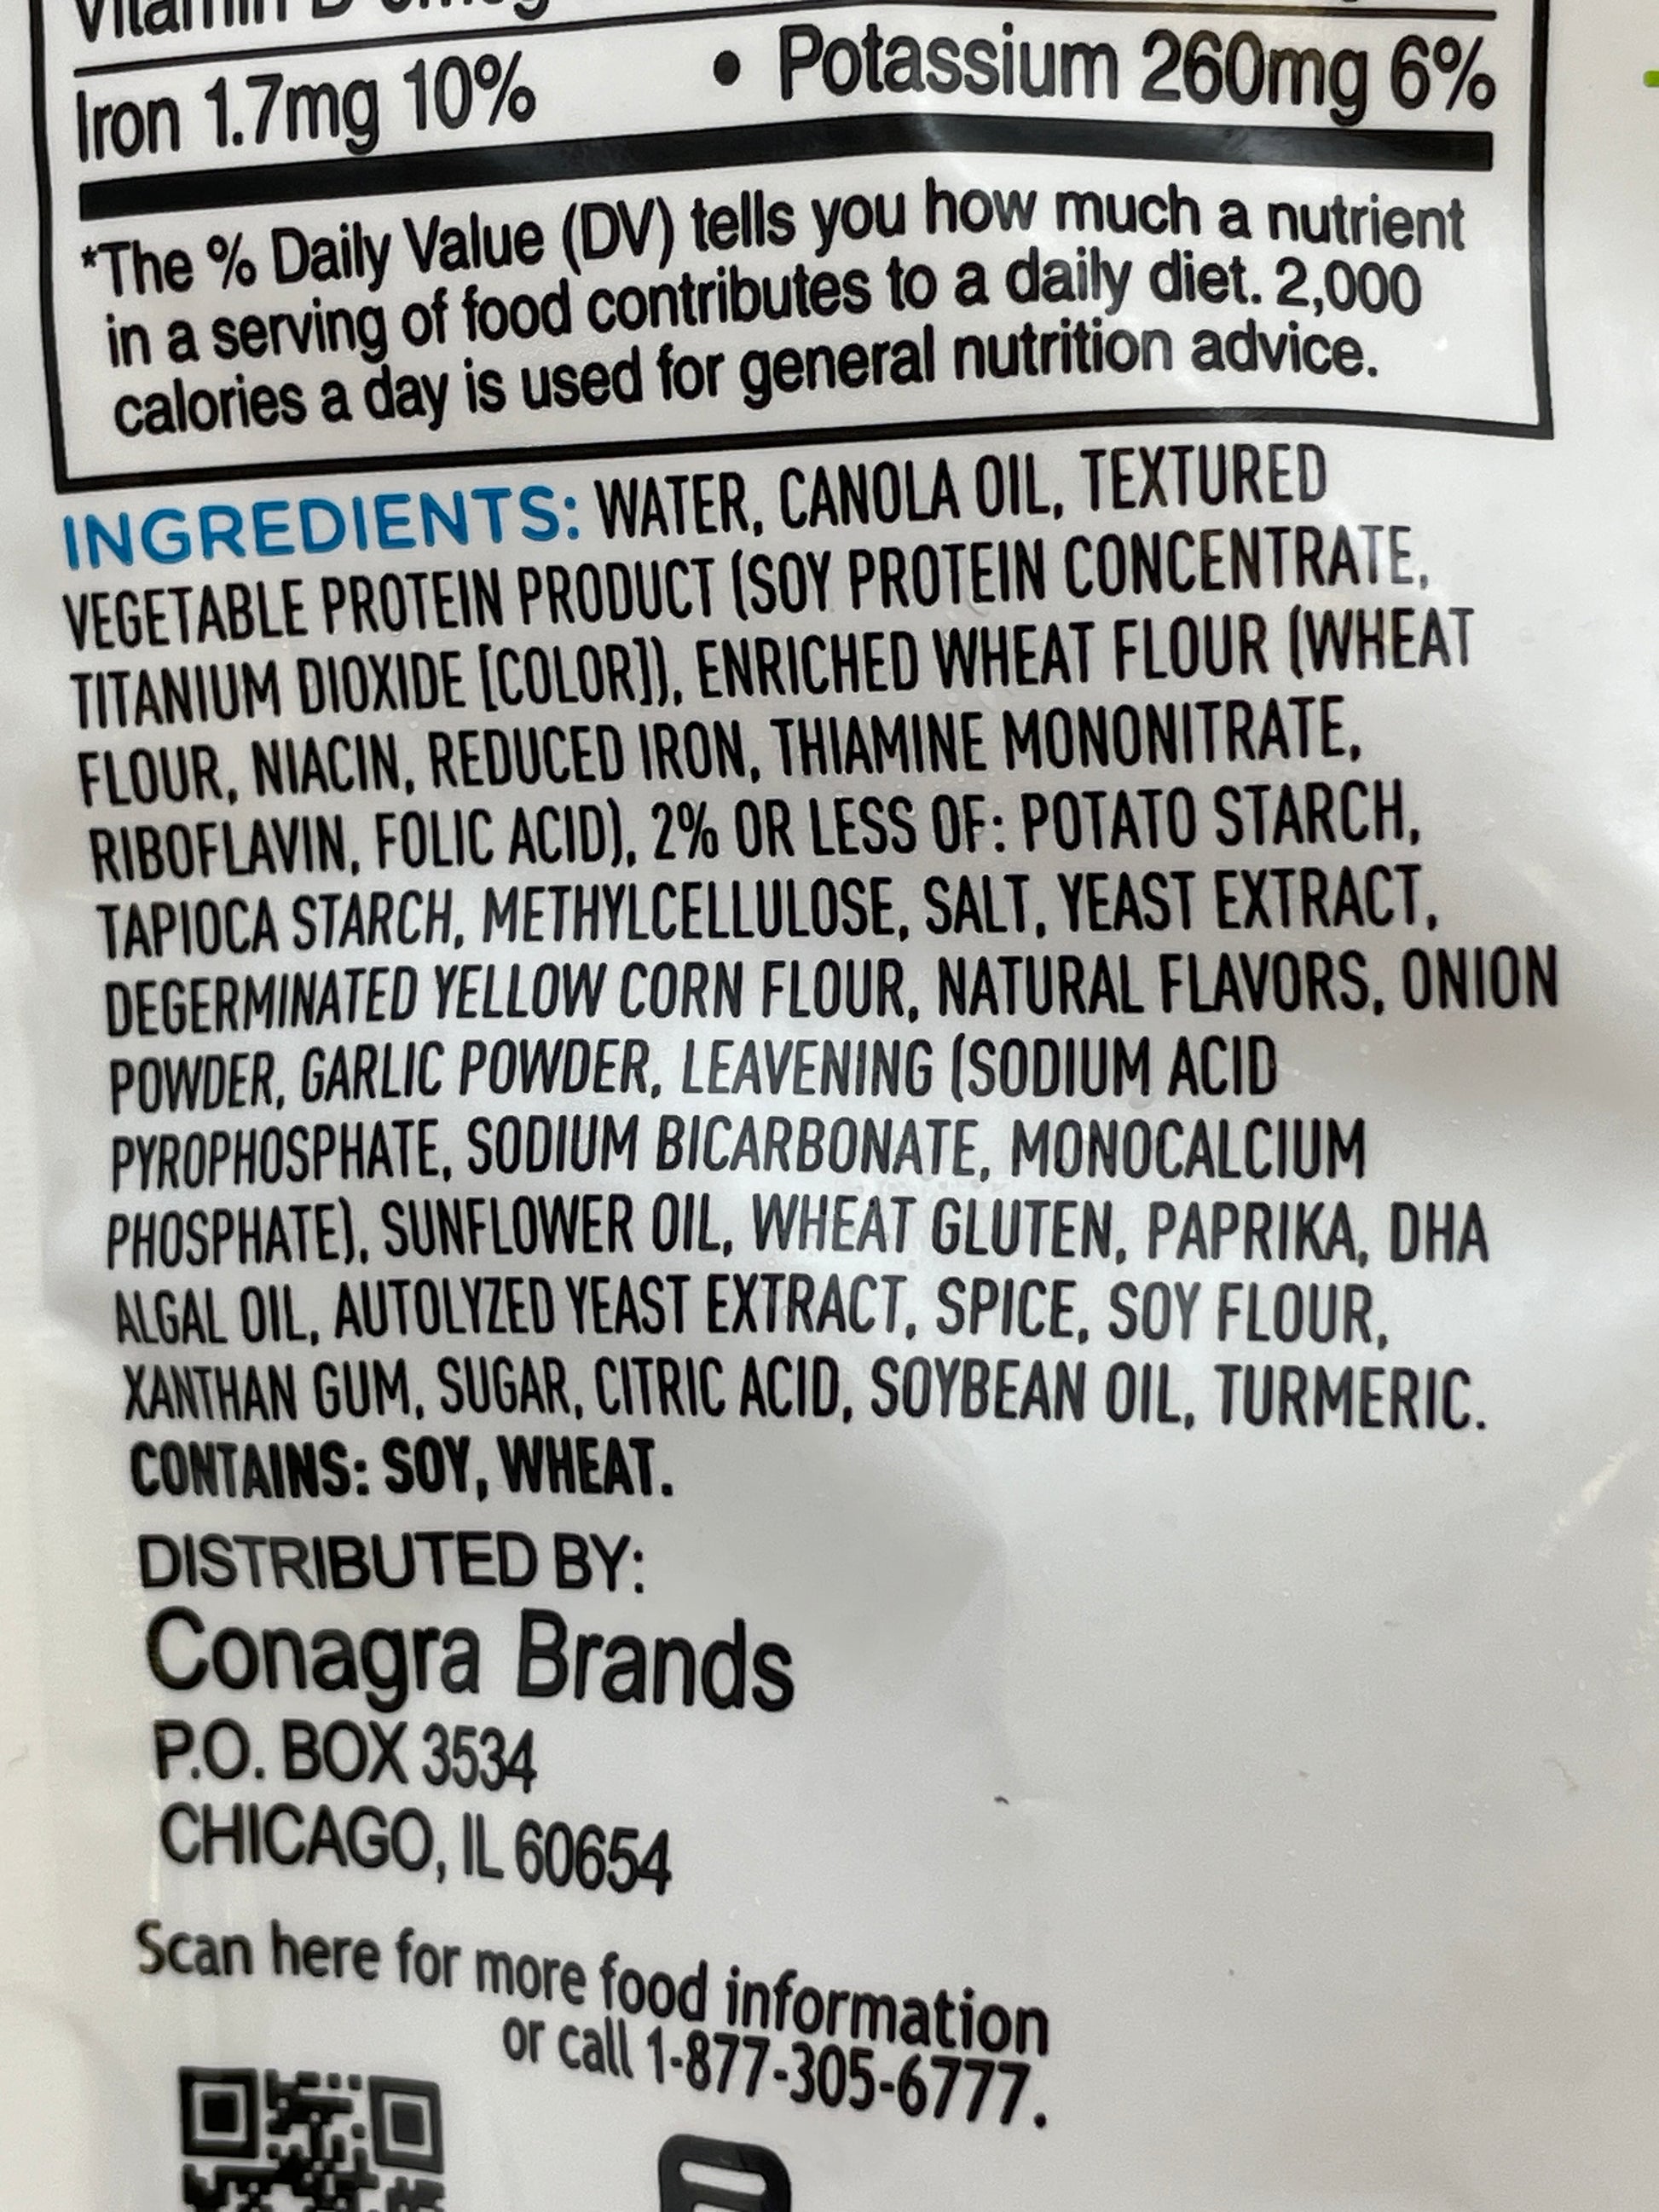 Vitamin D
Iron 1.7mg 10% • Potassium 260mg 6%
*The % Daily Value (DV) tells you how much a nutrient
in a serving of food contributes to a daily diet. 2,000
calories a day is used for general nutrition advice.
INGREDIENTS: WATER, CANOLA OIL, TEXTURED
VEGETABLE PROTEIN PRODUCT (SOY PROTEIN CONCENTRATE,
TITANIUM DIOXIDE [COLOR]), ENRICHED WHEAT FLOUR (WHEAT
FLOUR, NIACIN, REDUCED IRON, THIAMINE MONONITRATE,
RIBOFLAVIN, FOLIC ACID), 2% OR LESS OF: POTATO STARCH,
TAPIOCA STARCH, METHYLCELLULOSE, SALT, YEAST EXTRACT,
DEGERMINATED YELLOW CORN FLOUR, NATURAL FLAVORS, ONION
POWDER, GARLIC POWDER, LEAVENING (SODIUM ACID
PYROPHOSPHATE, SODIUM BICARBONATE, MONOCALCIUM
PHOSPHATE), SUNFLOWER OIL, WHEAT GLUTEN, PAPRIKA, DHA
ALGAL OIL, AUTOLYZED YEAST EXTRACT, SPICE, SOY FLOUR,
XANTHAN GUM, SUGAR, CITRIC ACID, SOYBEAN OIL, TURMERIC.
CONTAINS: SOY, WHEAT.
DISTRIBUTED BY:
Conagra Brands
P.O. BOX 3534
CHICAGO, IL 60654
Scan here for more food information
or call 1-877-305-6777.